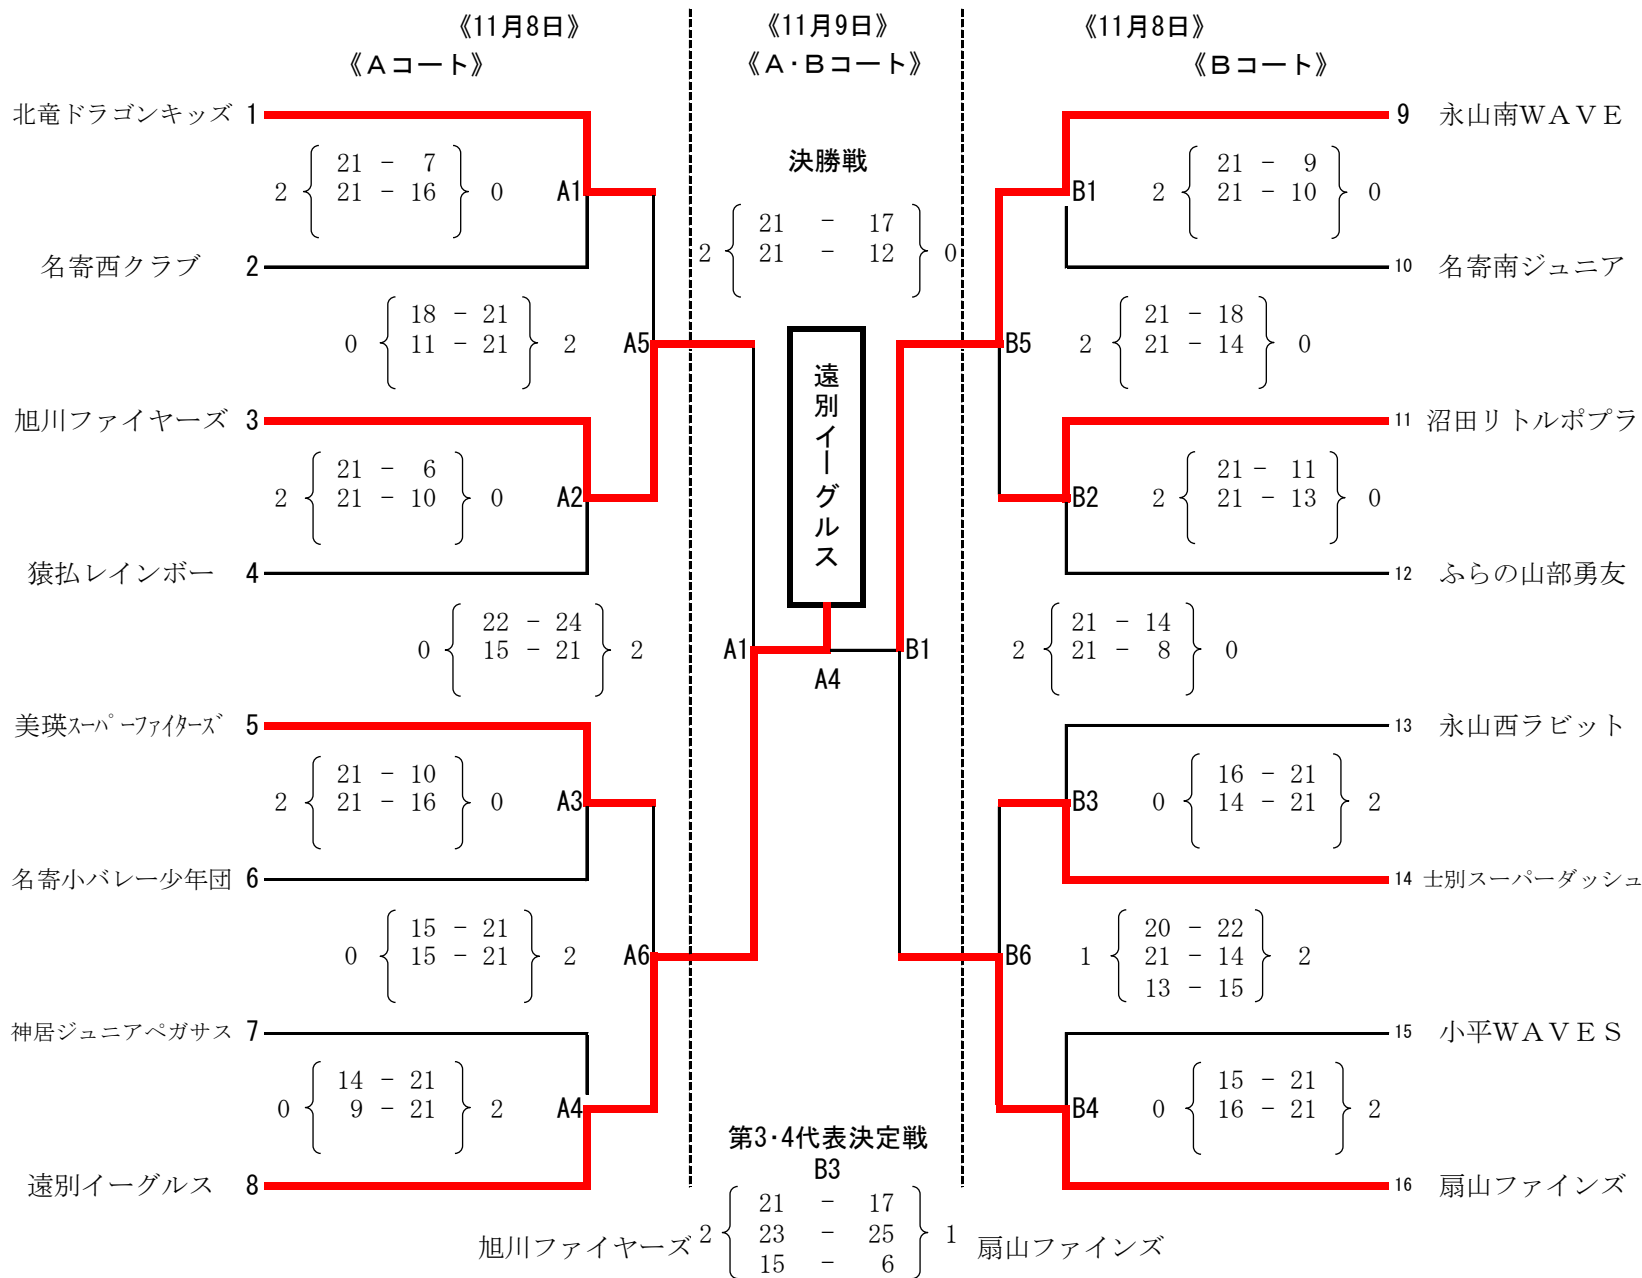 《11月8日》 《11月9日》 《11月8日》
《Aコート》 《A・Bコート》 《Bコート》
北竜ドラゴンキッズ 1 9 永山南WAVE
決勝戦
21 - 7 21 - 9
2 21 - 16 0 A1 B1 2 21 - 10 0
21 - 17
2 21 - 12 0
名寄西クラブ 2 10 名寄南ジュニア
18 - 21 21 - 18
0 11 - 21 2 A5 B5 2 21 - 14 0
遠別イーグルス
旭川ファイヤーズ 3 11 沼田リトルポプラ
21 - 6 21 - 11
2 21 - 10 0 A2 B2 2 21 - 13 0
猿払レインボー 4 12 ふらの山部勇友
22 - 24 21 - 14
0 15 - 21 2 A1 B1 2 21 - 8 0
A4
美瑛スーパーファイターズ 5 13 永山西ラビット
21 - 10 16 - 21
2 21 - 16 0 A3 B3 0 14 - 21 2
名寄小バレー少年団 6 14 士別スーパーダッシュ
15 - 21 20 - 22
0 15 - 21 2 A6 B6 1 21 - 14 2
13 - 15
神居ジュニアペガサス 7 15 小平WAVES
14 - 21 15 - 21
0 9 - 21 2 A4 B4 0 16 - 21 2
第3・4代表決定戦
B3
遠別イーグルス 8 16 扇山ファインズ
21 - 17
旭川ファイヤーズ 2 23 - 25 1 扇山ファインズ
15 - 6